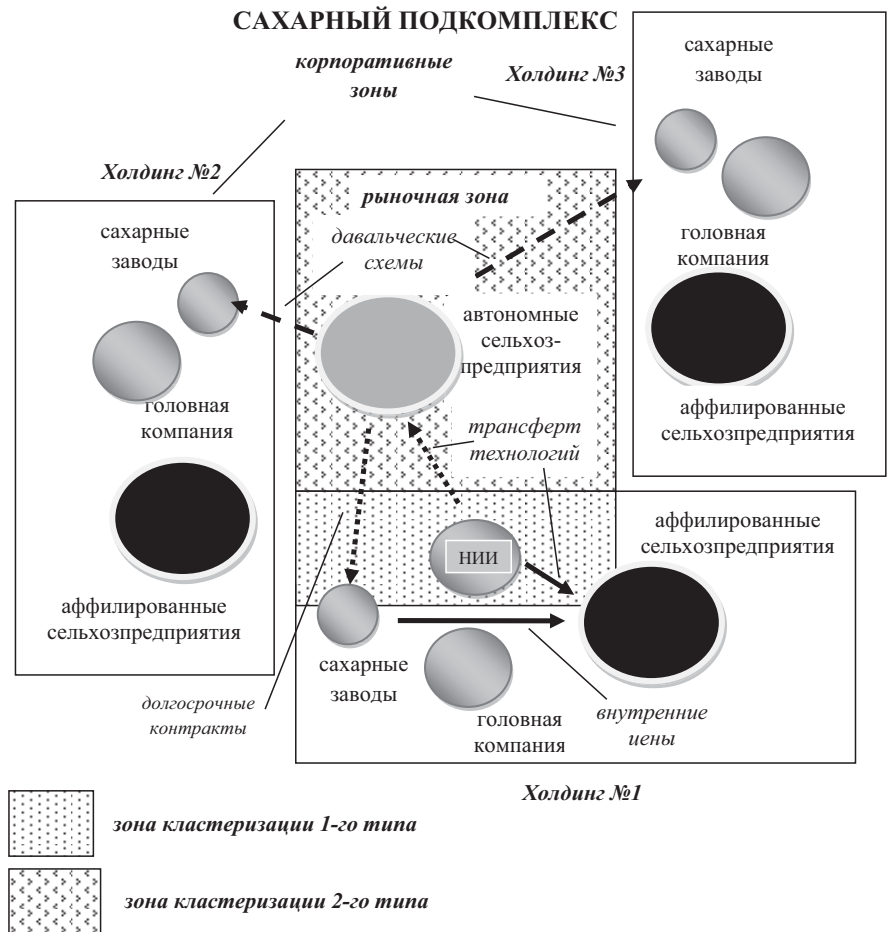 САХАРНЫЙ ПОДКОМПЛЕКС
корпоративные
зоны
Холдинг №3
сахарные
заводы
головная
компания
аффилированные
сельхозпредприятия
Холдинг №2
сахарные
заводы
головная
компания
аффилированные
сельхозпредприятия
рыночная зона
давальческие
схемы
автономные
сельхоз-
предприятия
трансферт
технологий
НИИ
аффилированные
сельхозпредприятия
сахарные
заводы
головная
компания
внутренние
цены
долгосрочные
контракты
Холдинг №1
зона кластеризации 1-го типа
зона кластеризации 2-го типа